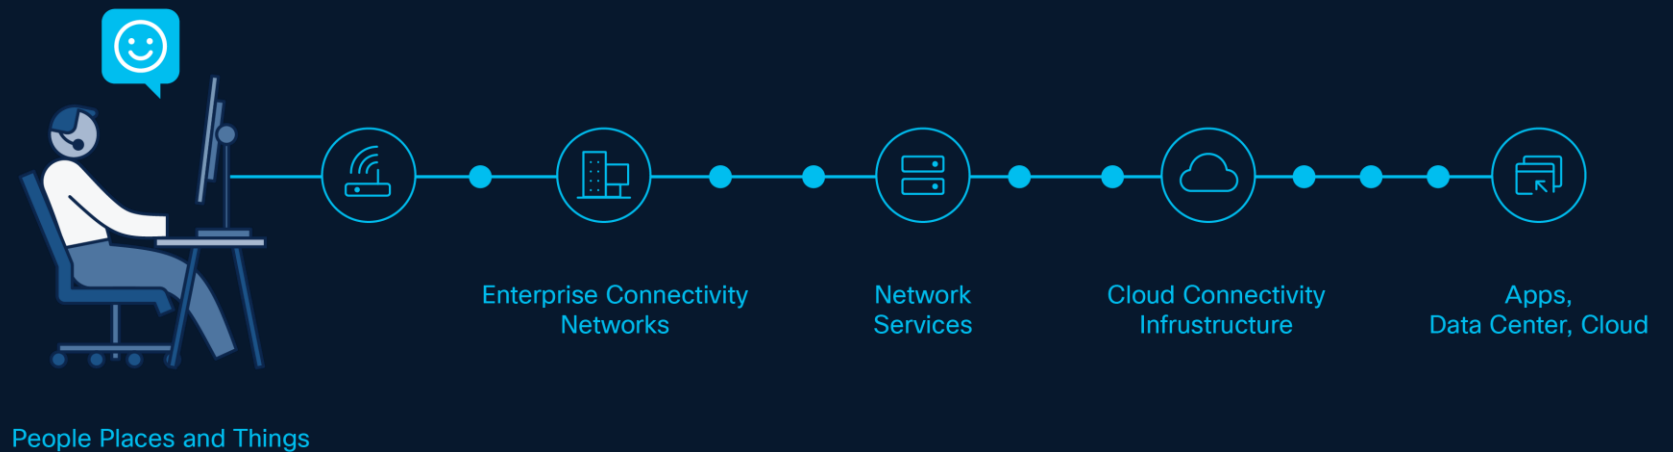 Enterprise Connectivity
Networks
Network
Services
Cloud Connectivity
Infrustructure
Apps,
Data Center, Cloud
People Places and Things